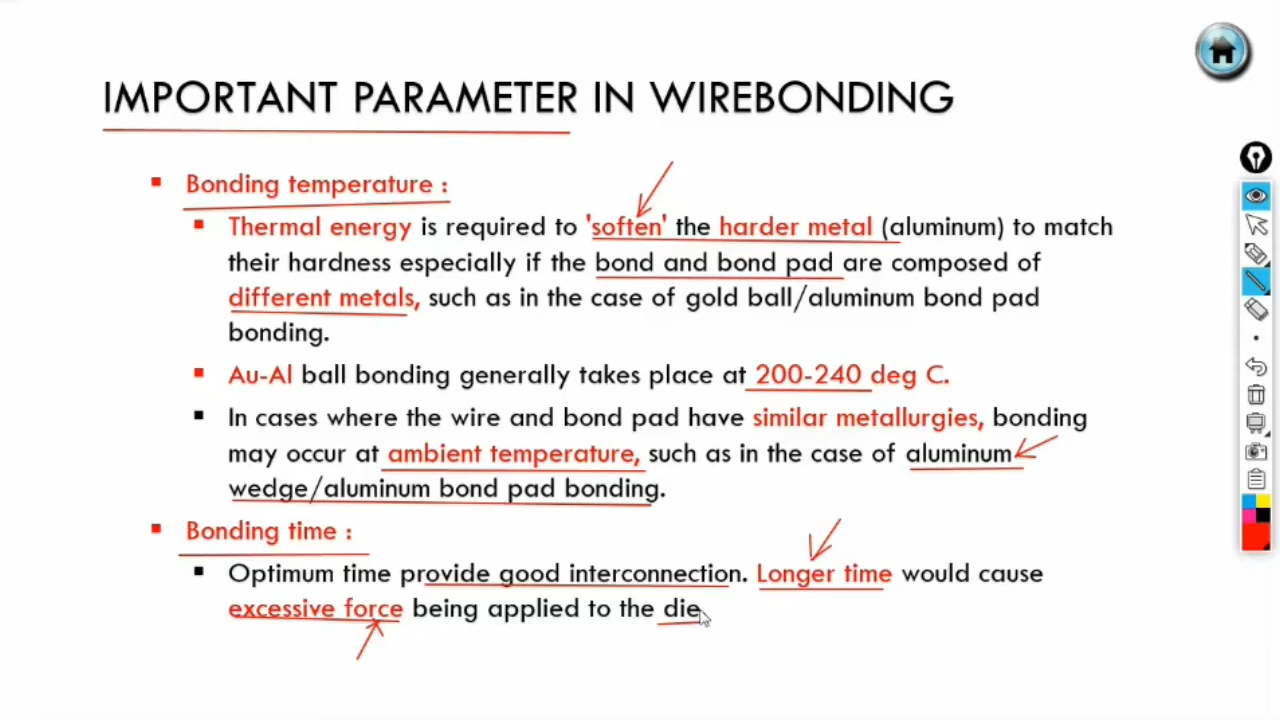 IMPORTANT PARAMETER IN WIREBONDING
Bonding temperature :
Thermal energy is required to 'soften' the harder metal (aluminum) to match
their hardness especially if the bond and bond pad are composed of
different metals, such as in the case of gold ball/aluminum bond pad
bonding.
Au-Al ball bonding generally takes place at 200-240 deg C.
In cases where the wire and bond pad have similar metallurgies, bonding
may occur at ambient temperature, such as in the case of aluminum
wedge/aluminum bond pad bonding.
Bonding time :
Optimum time provide good interconnection. Longer time would cause
excessive force being applied to the die